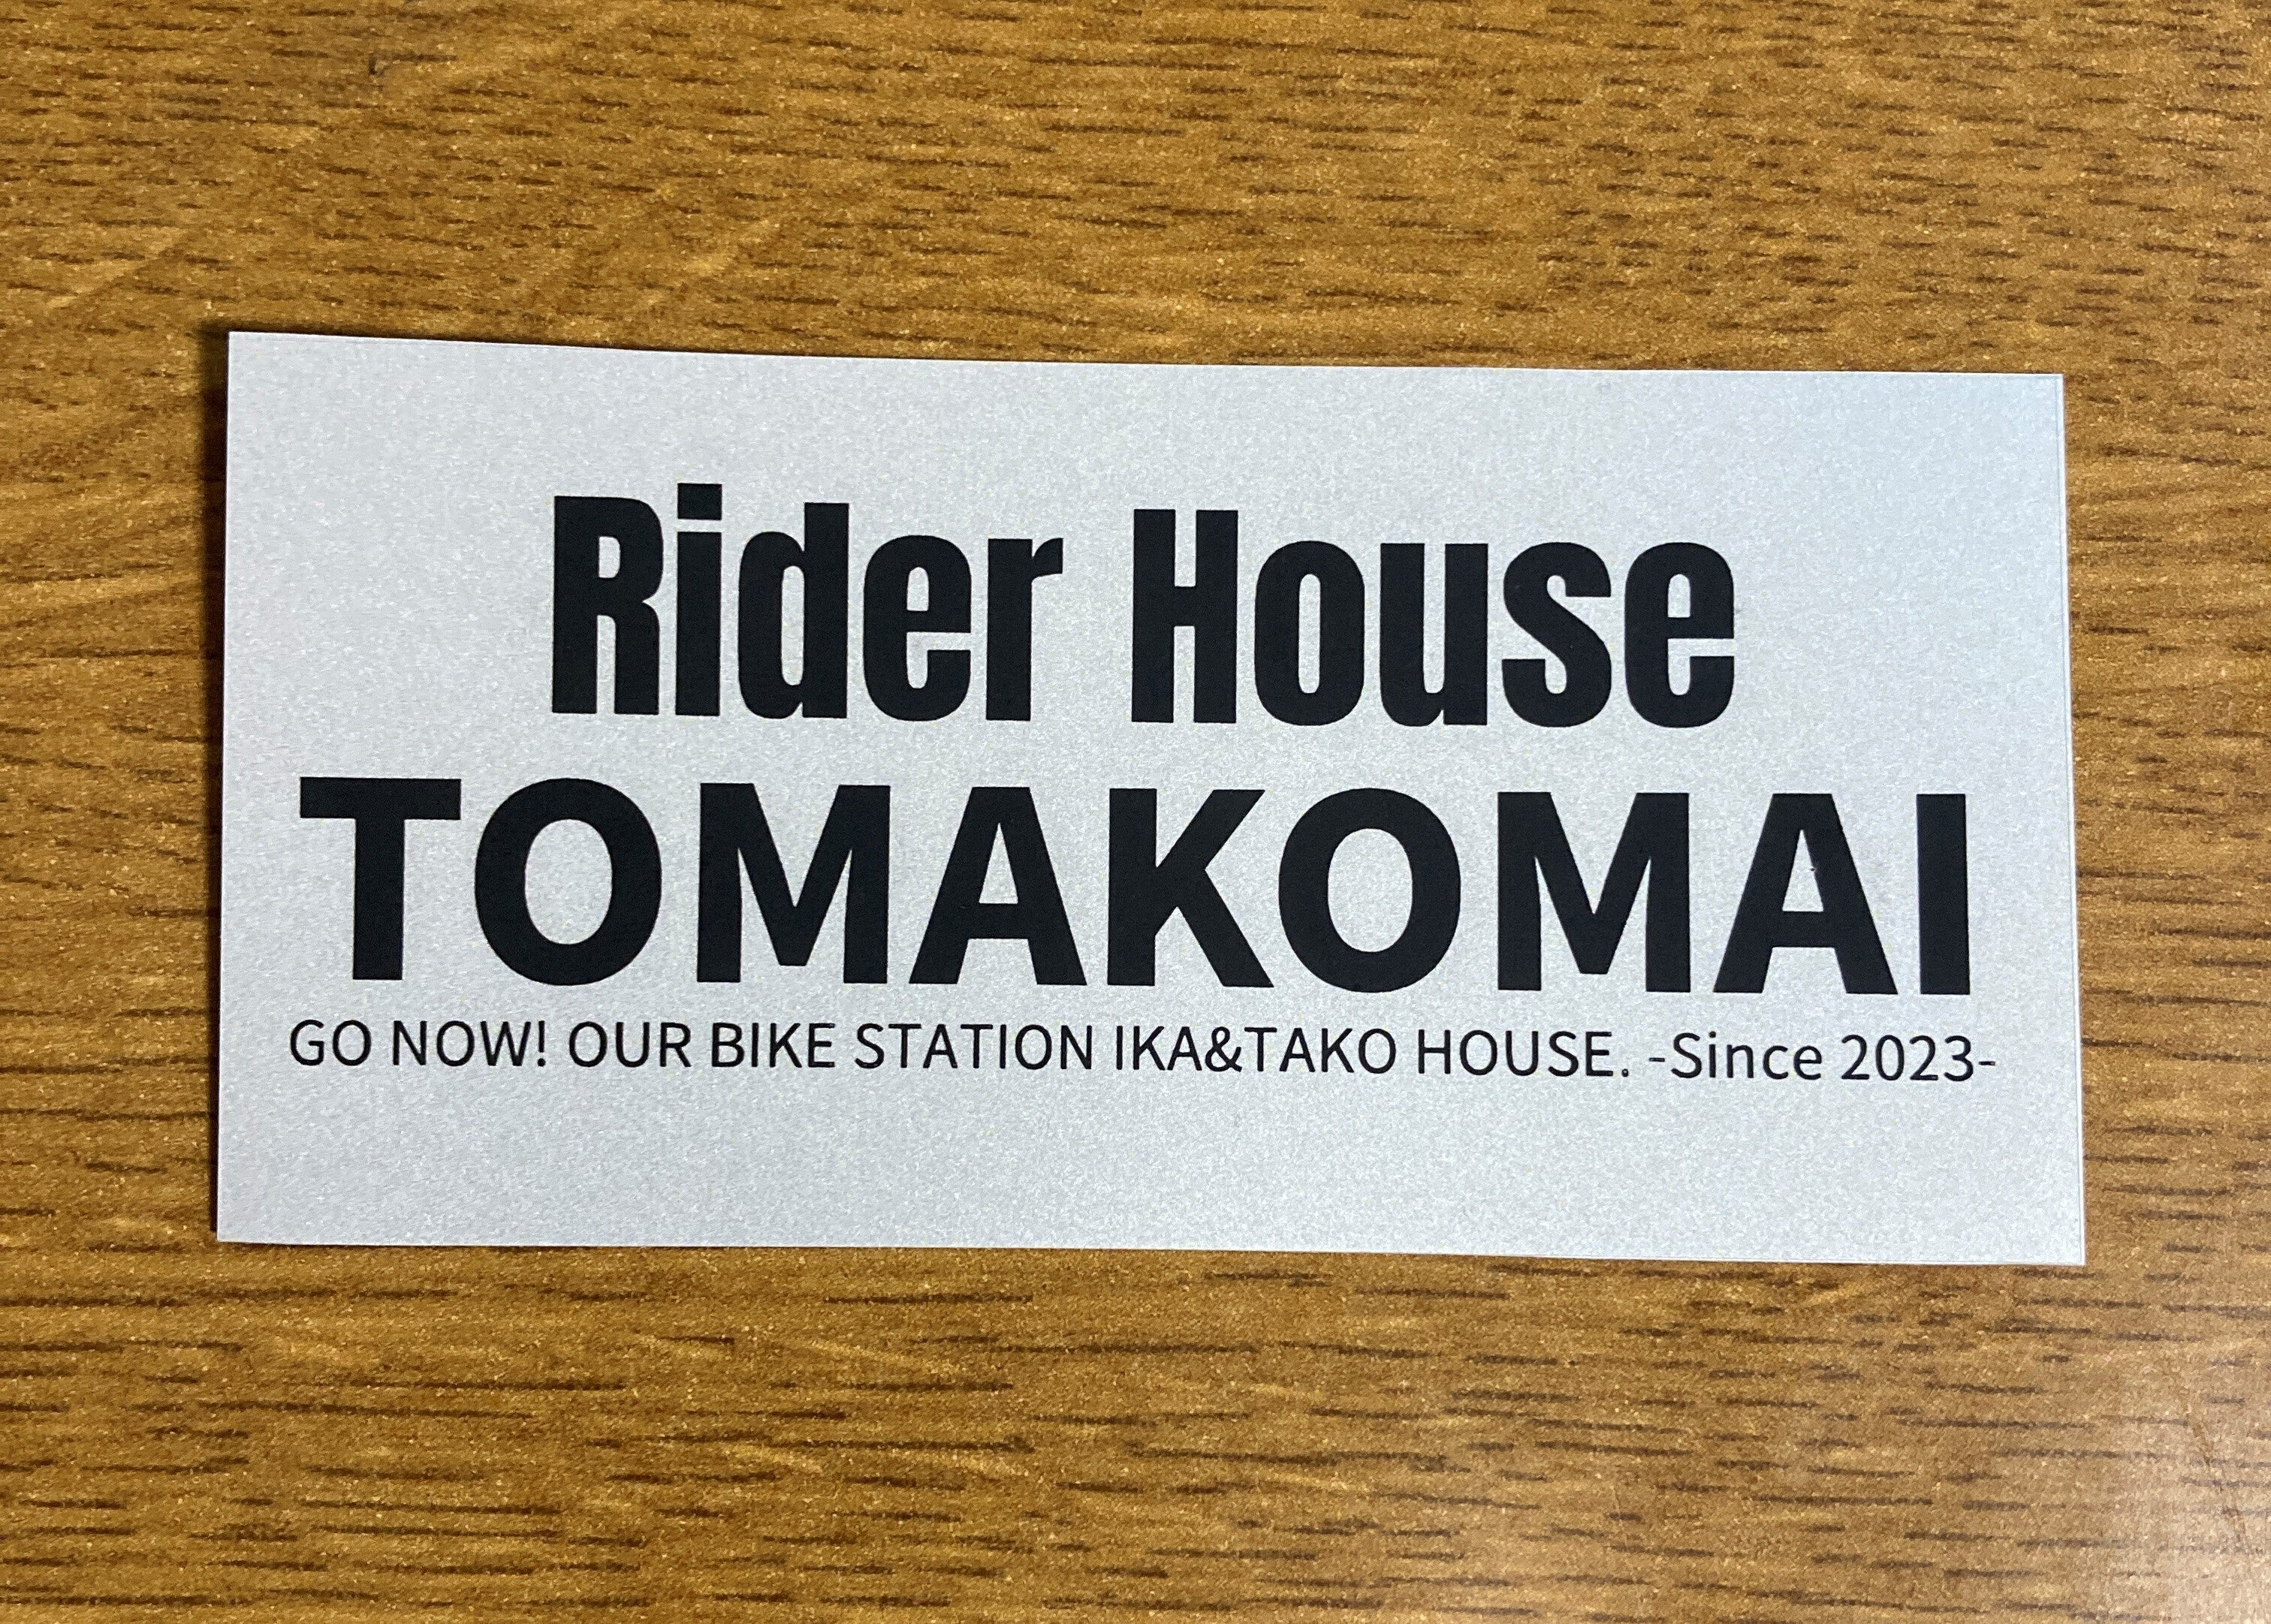 Rider House
TOMAKOMAI
GO NOW! OUR BIKE STATION IKA&TAKO HOUSE. -Since 2023-